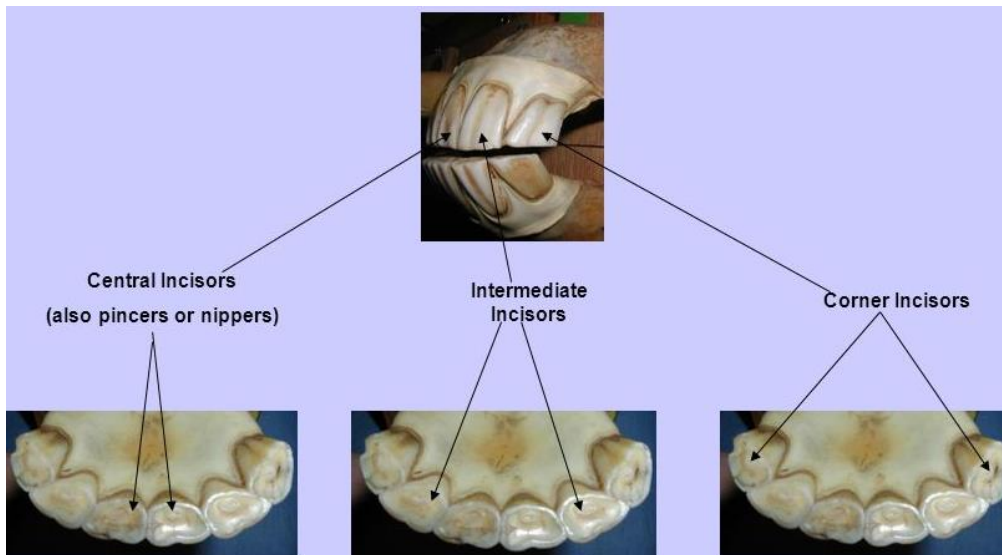 Central Incisors
(also pincers or nippers)
Intermediate
Incisors
Corner Incisors